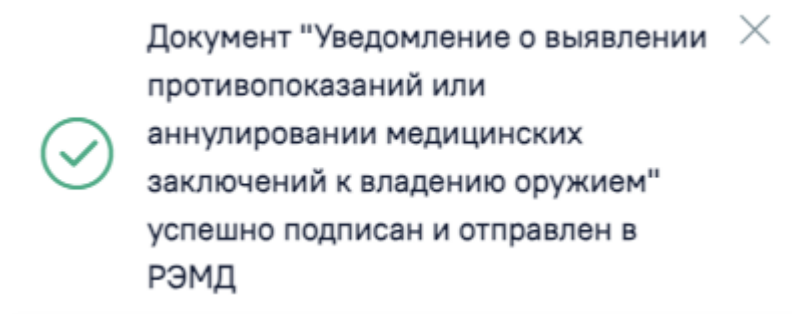 Документ "Уведомление о выявлении
противопоказаний или
аннулировании медицинских
заключений к владению оружием"
успешно подписан и отправлен в
РЭМД